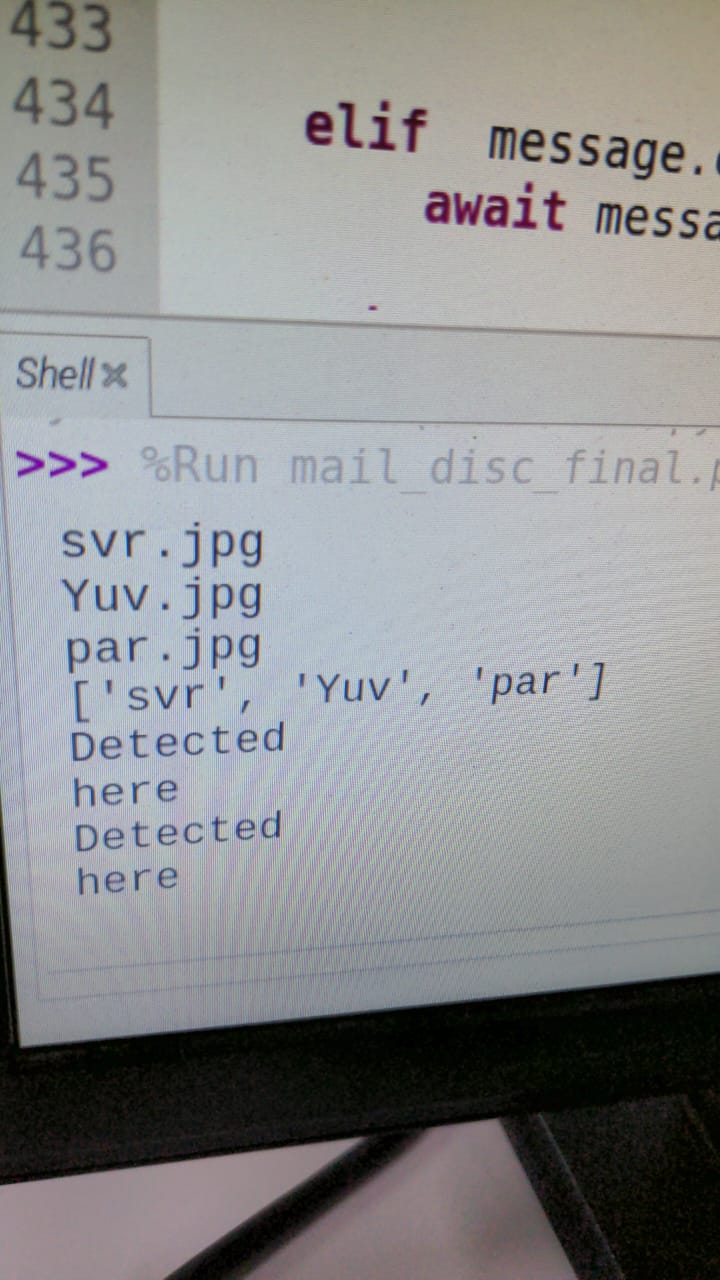 433
434 elif message.
435 await messa
436
Shell
>>> %Run mail_disc_final.p
svr.jpg
Yuv.jpg
par.jpg
['svr', 'Yuv', 'par']
Detected
here
Detected
here